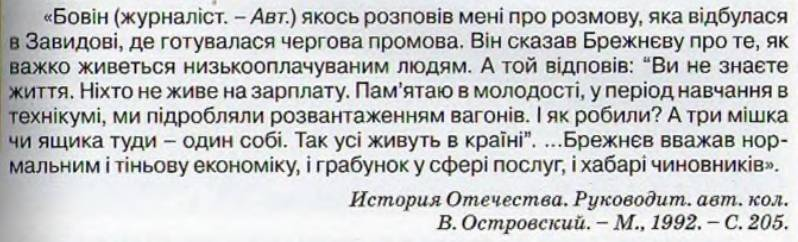 «Бовін (журналіст. – Авт.) якось розповів мені про розмову, яка відбулася
в Завидові, де готувалася чергова промова. Він сказав Брежнєву про те, як
важко живеться низькооплачуваним людям. А той відповів: "Ви не знаєте
життя. Ніхто не живе на зарплату. Пам'ятаю в молодості, у період навчання в
технікумі, ми підробляли розвантаженням вагонів. І як робили? А три мішка
чи ящика туди – один собі. Так усі живуть в країні". ...Брежнєв вважав нор-
мальним і тіньову економіку, і грабунок у сфері послуг, і хабарі чиновників».
История Отечества. Руководит. авт. кол.
В. Островский. – М., 1992. – С. 205.